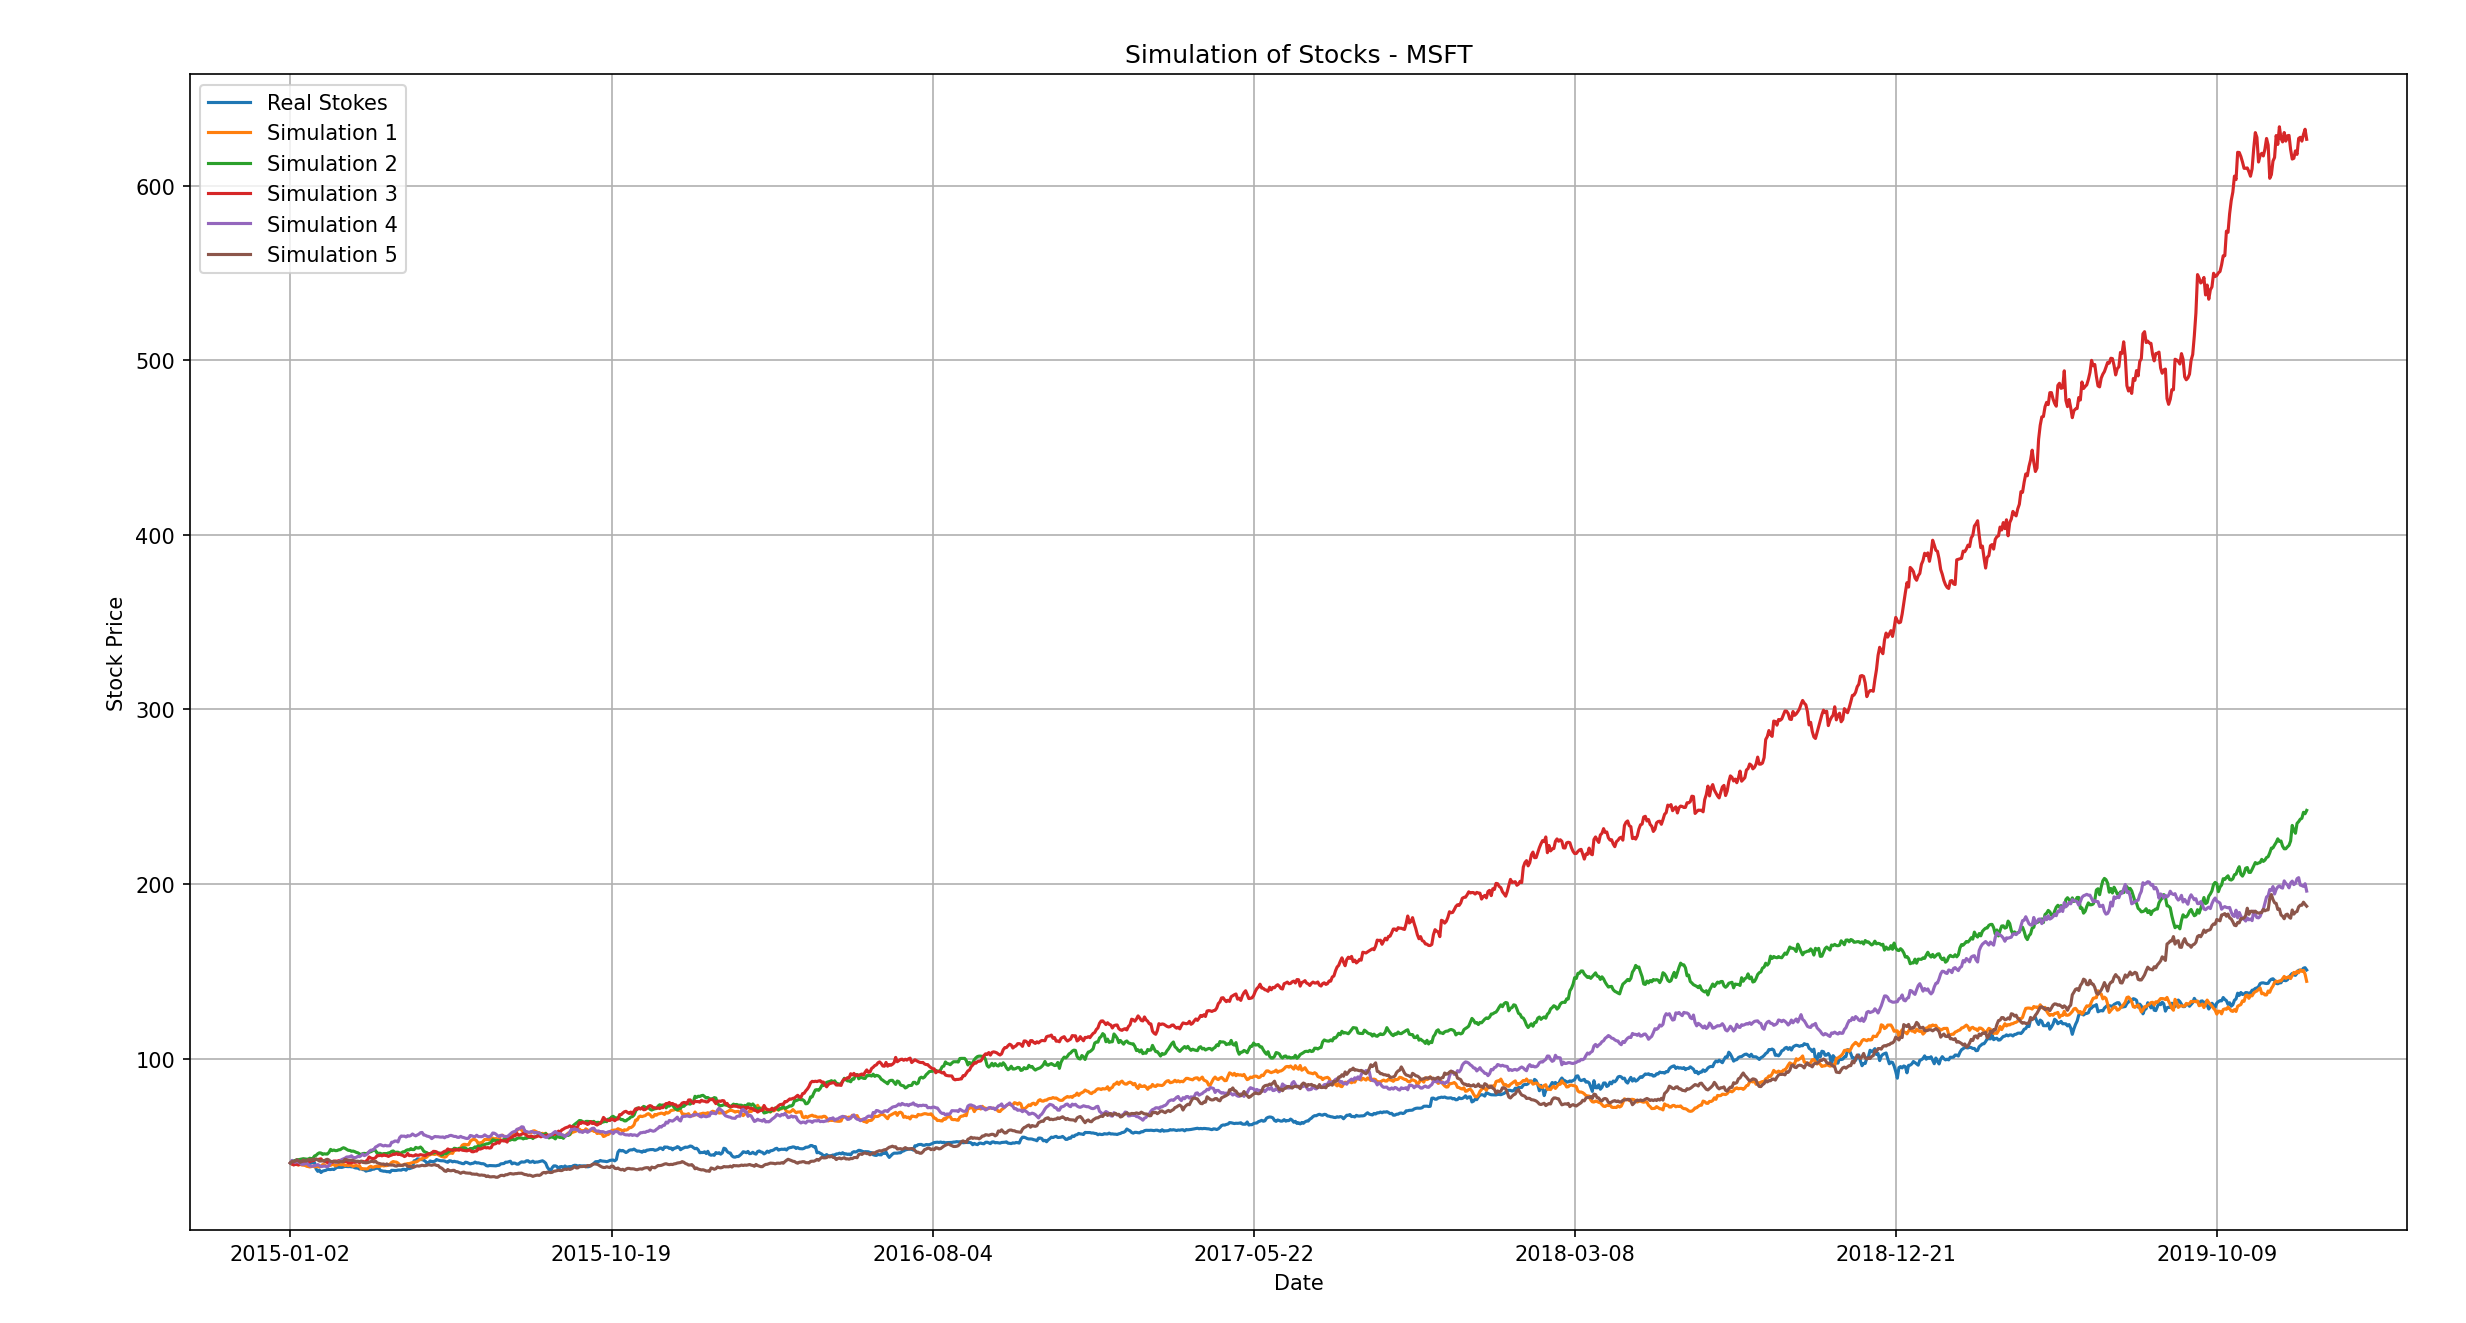 Simulation of Stocks - MSFT
Real Stokes
Simulation 1
Simulation 2
Simulation 3
Simulation 4
Simulation 5
600
500
400
300
200
100
Stock Price
2015-01-02 2015-10-19 2016-08-04 2017-05-22 2018-03-08 2018-12-21 2019-10-09
Date